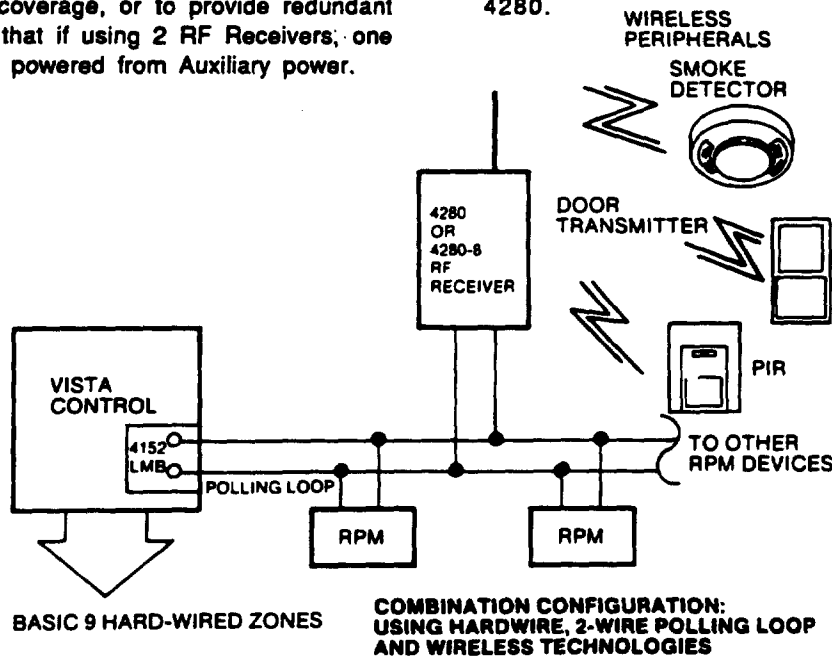 coverage, or to provide redundant
that if using 2 RF Receivers, one
powered from Auxiliary power.
4280.
WIRELESS
PERIPHERALS
SMOKE
DETECTOR
4280
OR
4280-8
RF
RECEIVER
DOOR
TRANSMITTER
PIR
VISTA
CONTROL
4152
LMB
POLLING LOOP
TO OTHER
RPM DEVICES
RPM
RPM
BASIC 9 HARD-WIRED ZONES
COMBINATION CONFIGURATION:
USING HARDWIRE, 2-WIRE POLLING LOOP
AND WIRELESS TECHNOLOGIES